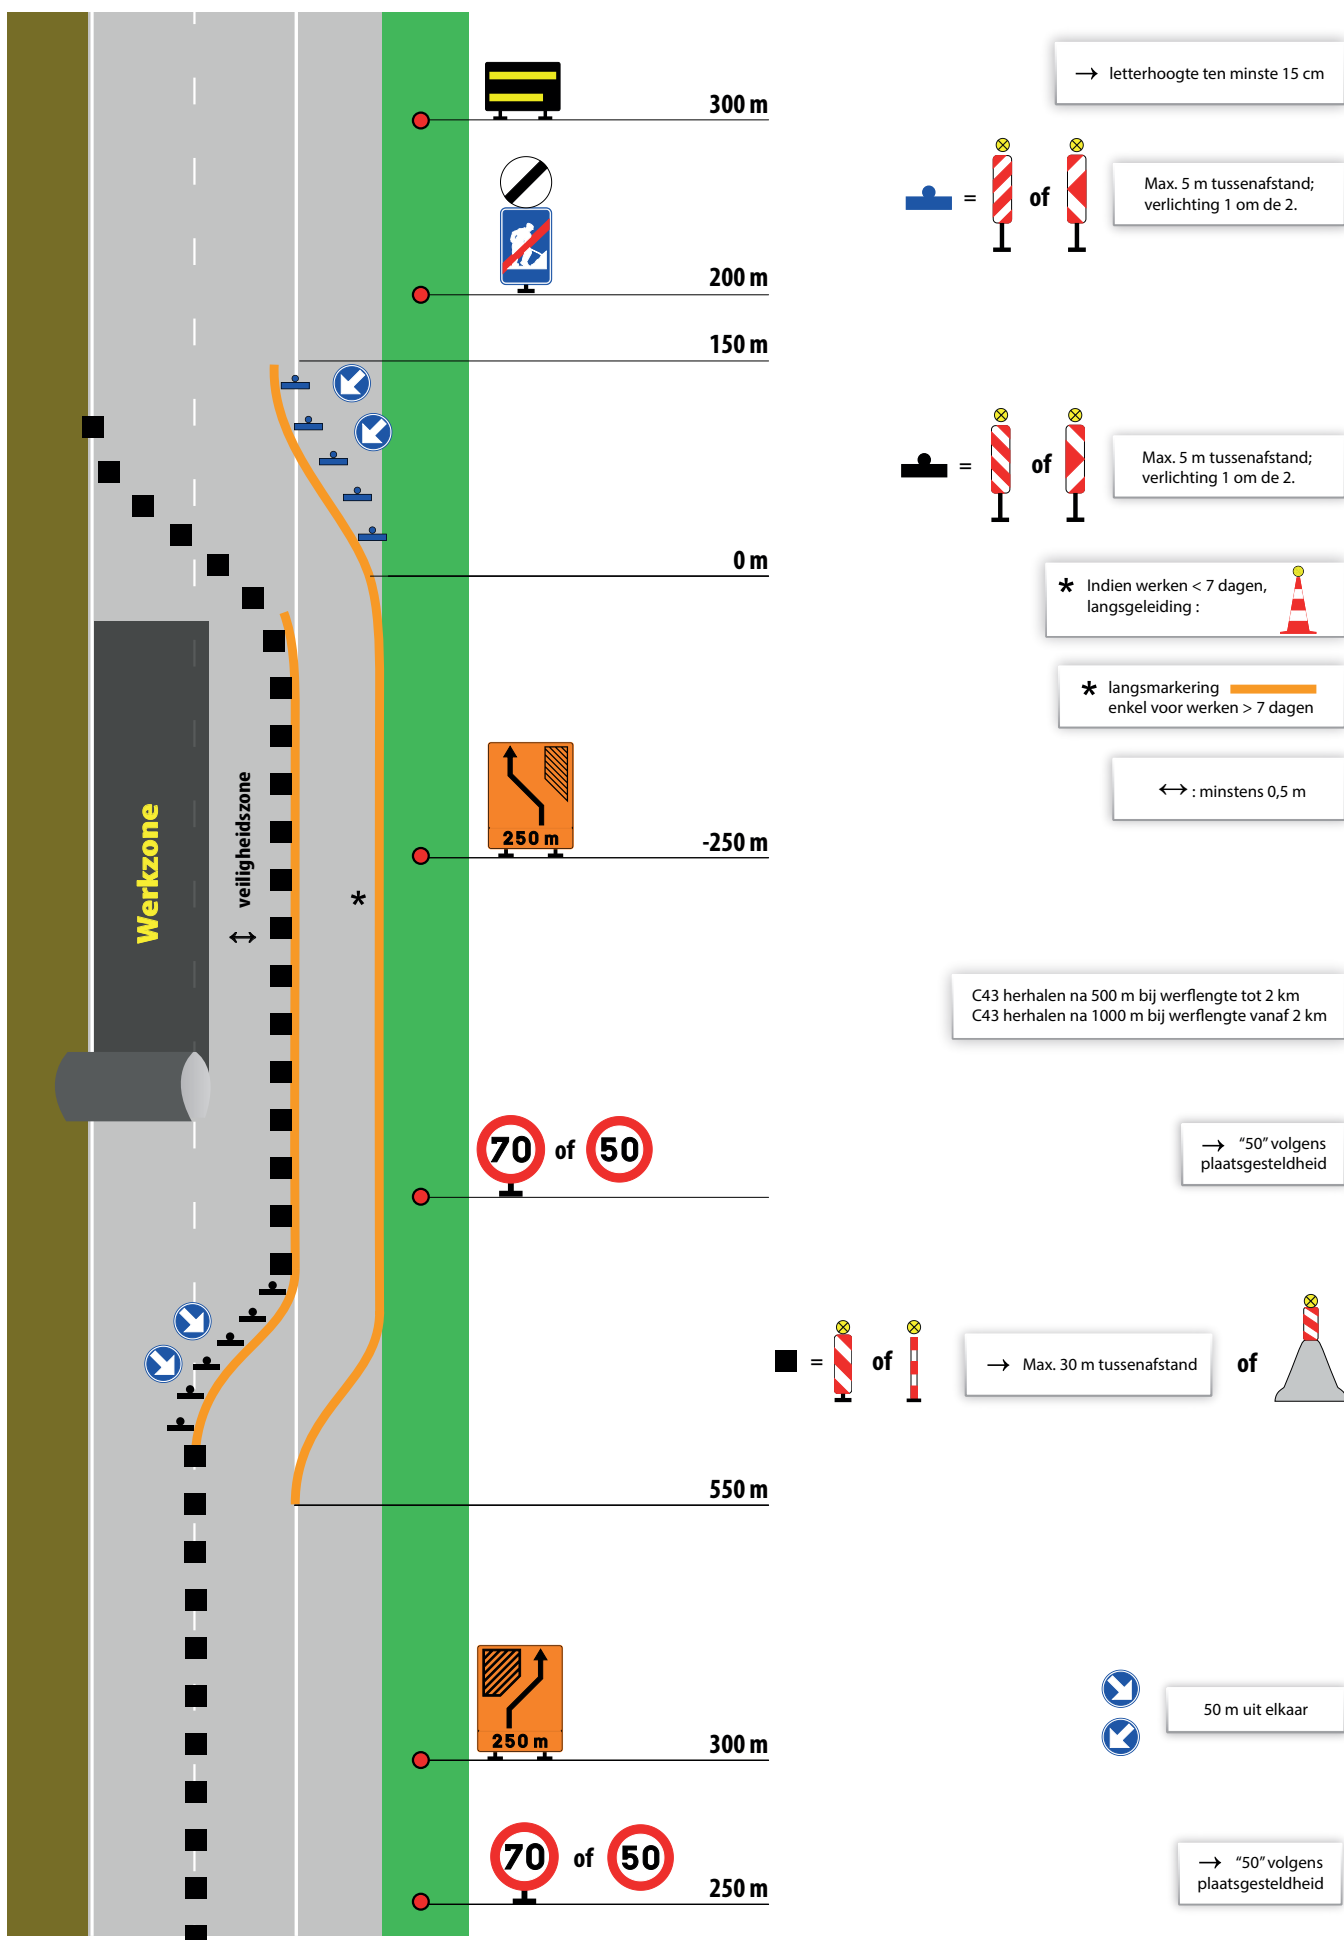 → letterhoogte ten minste 15 cm
300 m
= of
Max. 5 m tussenafstand;
verlichting 1 om de 2.
200 m
150 m
= of
Max. 5 m tussenafstand;
verlichting 1 om de 2.
0 m
* Indien werken < 7 dagen,
langsgeleiding :
* langsmarkering
enkel voor werken > 7 dagen
↔ : minstens 0,5 m
Werkzone
veiligheidszone
↔
*
250 m
-250 m
C43 herhalen na 500 m bij werflengte tot 2 km
C43 herhalen na 1000 m bij werflengte vanaf 2 km
70 of 50
→ “50” volgens
plaatsgesteldheid
= of → Max. 30 m tussenafstand of
550 m
250 m
300 m
50 m uit elkaar
70 of 50
250 m
→ “50” volgens
plaatsgesteldheid